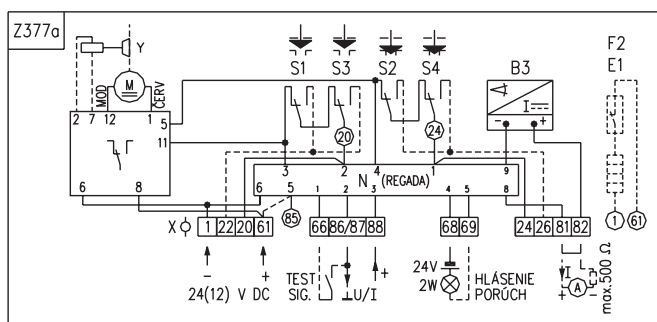 Z377a
Y
M
MOD
ČERV
2 7 12 1
5
11
6 8
S1 S3 S2 S4
20
24
B3
I
- +
F2
E1
3 2 4 1 9
N (REGADA)
6 5 1 2 3 4 5 8
X 1 22 20 61
85
66 86/87 88
68 69
24 26 81 82
1 61
- +
24(12) V DC
TEST
SIG.
U/I
+
24V
2W
HLÁSENIE
PORÚCH
I
+ A -
max.500 Ω